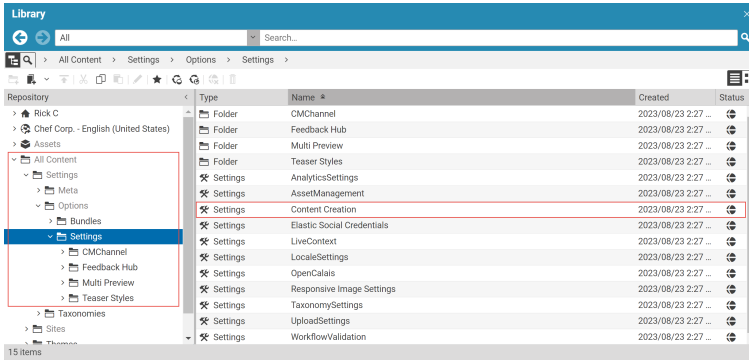 Library
All
Search...
All Content > Settings > Options > Settings >
Repository
Type
Name
Created
Status
Rick C
Chef Corp. - English (United States)
Assets
All Content
Settings
Meta
Options
Bundles
Settings
CMChannel
Feedback Hub
Multi Preview
Teaser Styles
Taxonomies
Sites
Themes
Folder CMChannel 2023/08/23 2:27 ...
Folder Feedback Hub 2023/08/23 2:27 ...
Folder Multi Preview 2023/08/23 2:27 ...
Folder Teaser Styles 2023/08/23 2:27 ...
Settings AnalyticsSettings 2023/08/23 2:27 ...
Settings AssetManagement 2023/08/23 2:27 ...
Settings Content Creation 2023/08/23 2:27 ...
Settings Elastic Social Credentials 2023/08/23 2:27 ...
Settings LiveContext 2023/08/23 2:27 ...
Settings LocaleSettings 2023/08/23 2:27 ...
Settings OpenCalais 2023/08/23 2:27 ...
Settings Responsive Image Settings 2023/08/23 2:27 ...
Settings TaxonomySettings 2023/08/23 2:27 ...
Settings UploadSettings 2023/08/23 2:27 ...
Settings WorkflowValidation 2023/08/23 2:27 ...
15 items